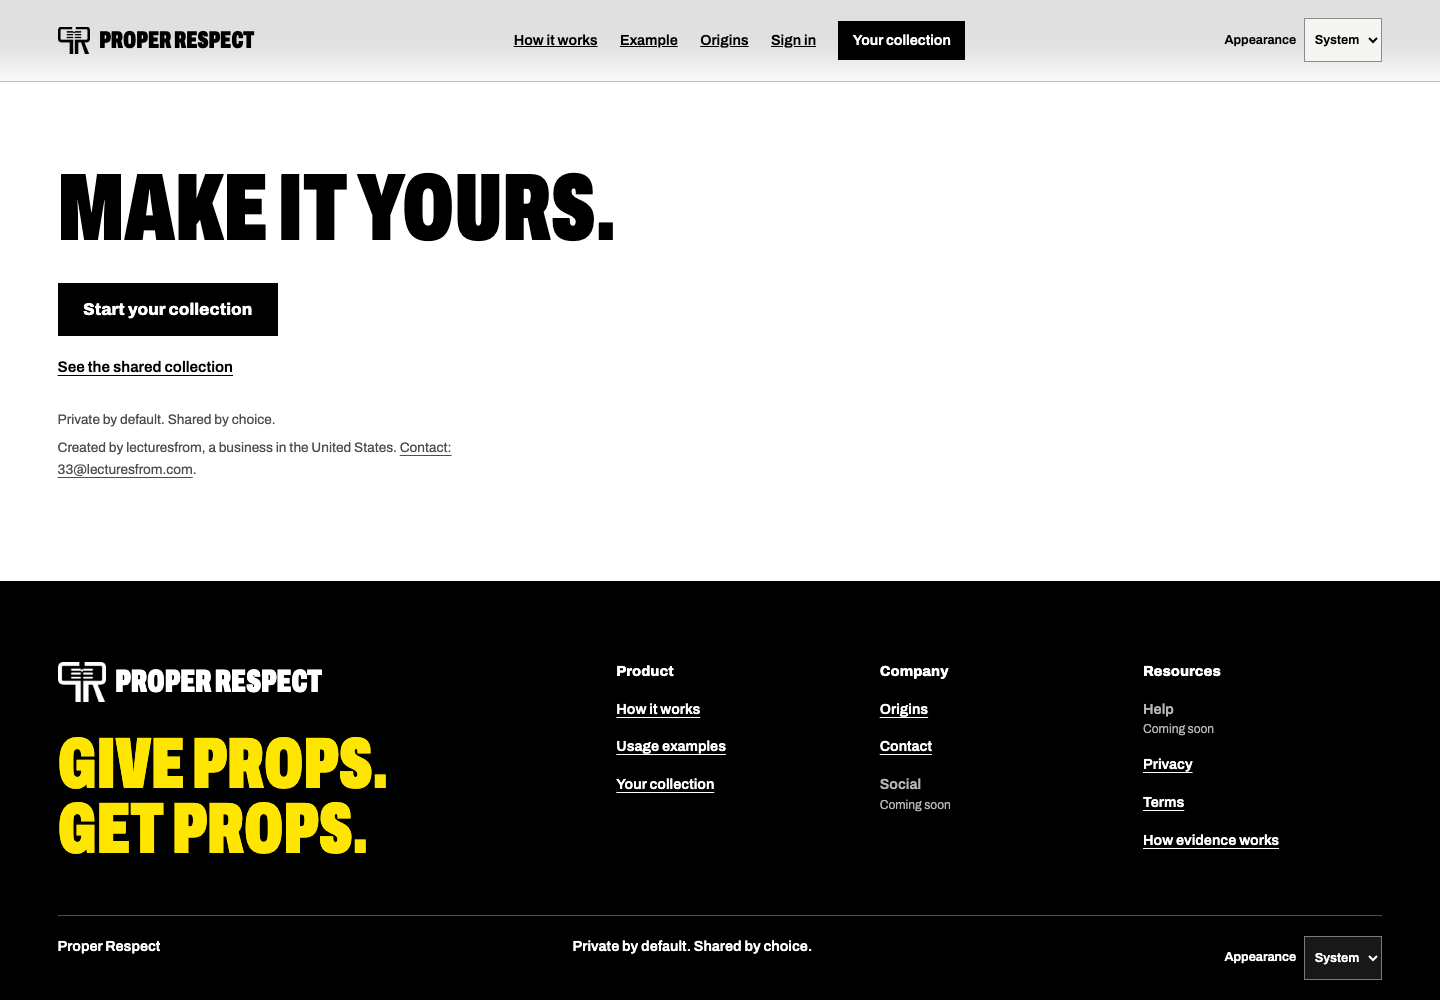 PROPER RESPECT
How it works
Example
Origins
Sign in
Your collection
Appearance
System
MAKE IT YOURS.
Start your collection
See the shared collection
Private by default. Shared by choice.
Created by lecturesfrom, a business in the United States. Contact:
33@lecturesfrom.com.
PROPER RESPECT
GIVE PROPS.
GET PROPS.
Product
How it works
Usage examples
Your collection
Company
Origins
Contact
Social
Coming soon
Resources
Help
Coming soon
Privacy
Terms
How evidence works
Proper Respect
Private by default. Shared by choice.
Appearance
System